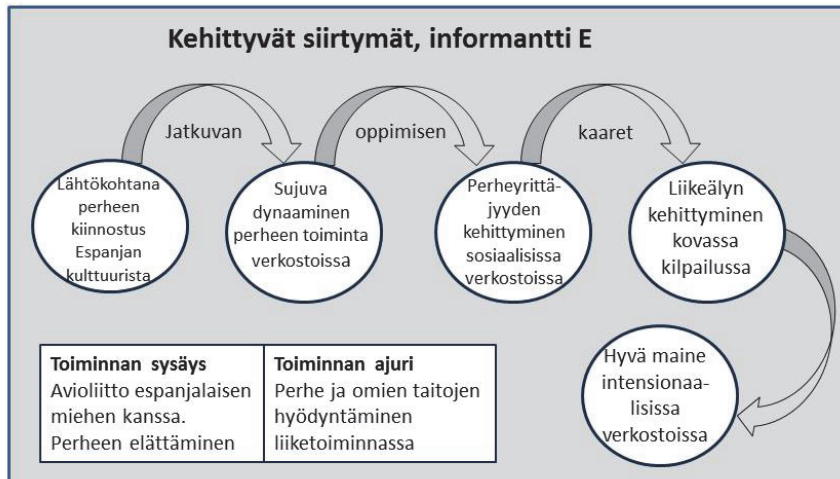 Kehittyvät siirtymät, informantti E
Jatkuvan
oppimisen
kaaret
Lähtökohtana
perheen
kiinnostus
Espanjan
kulttuurista
Sujuva
dynaaminen
perheen toiminta
verkostoissa
Perheyrittä-
jyyden
kehittyminen
sosiaalisissa
verkostoissa
Liikeälyn
kehittyminen
kovassa
kilpailussa
Hyvä maine
intensionaa-
lisissa
verkostoissa
Toiminnan sysäys
Avioliitto espanjalaisen
miehen kanssa.
Perheen elättäminen
Toiminnan ajuri
Perhe ja omien taitojen
hyödyntäminen
liiketoiminnassa